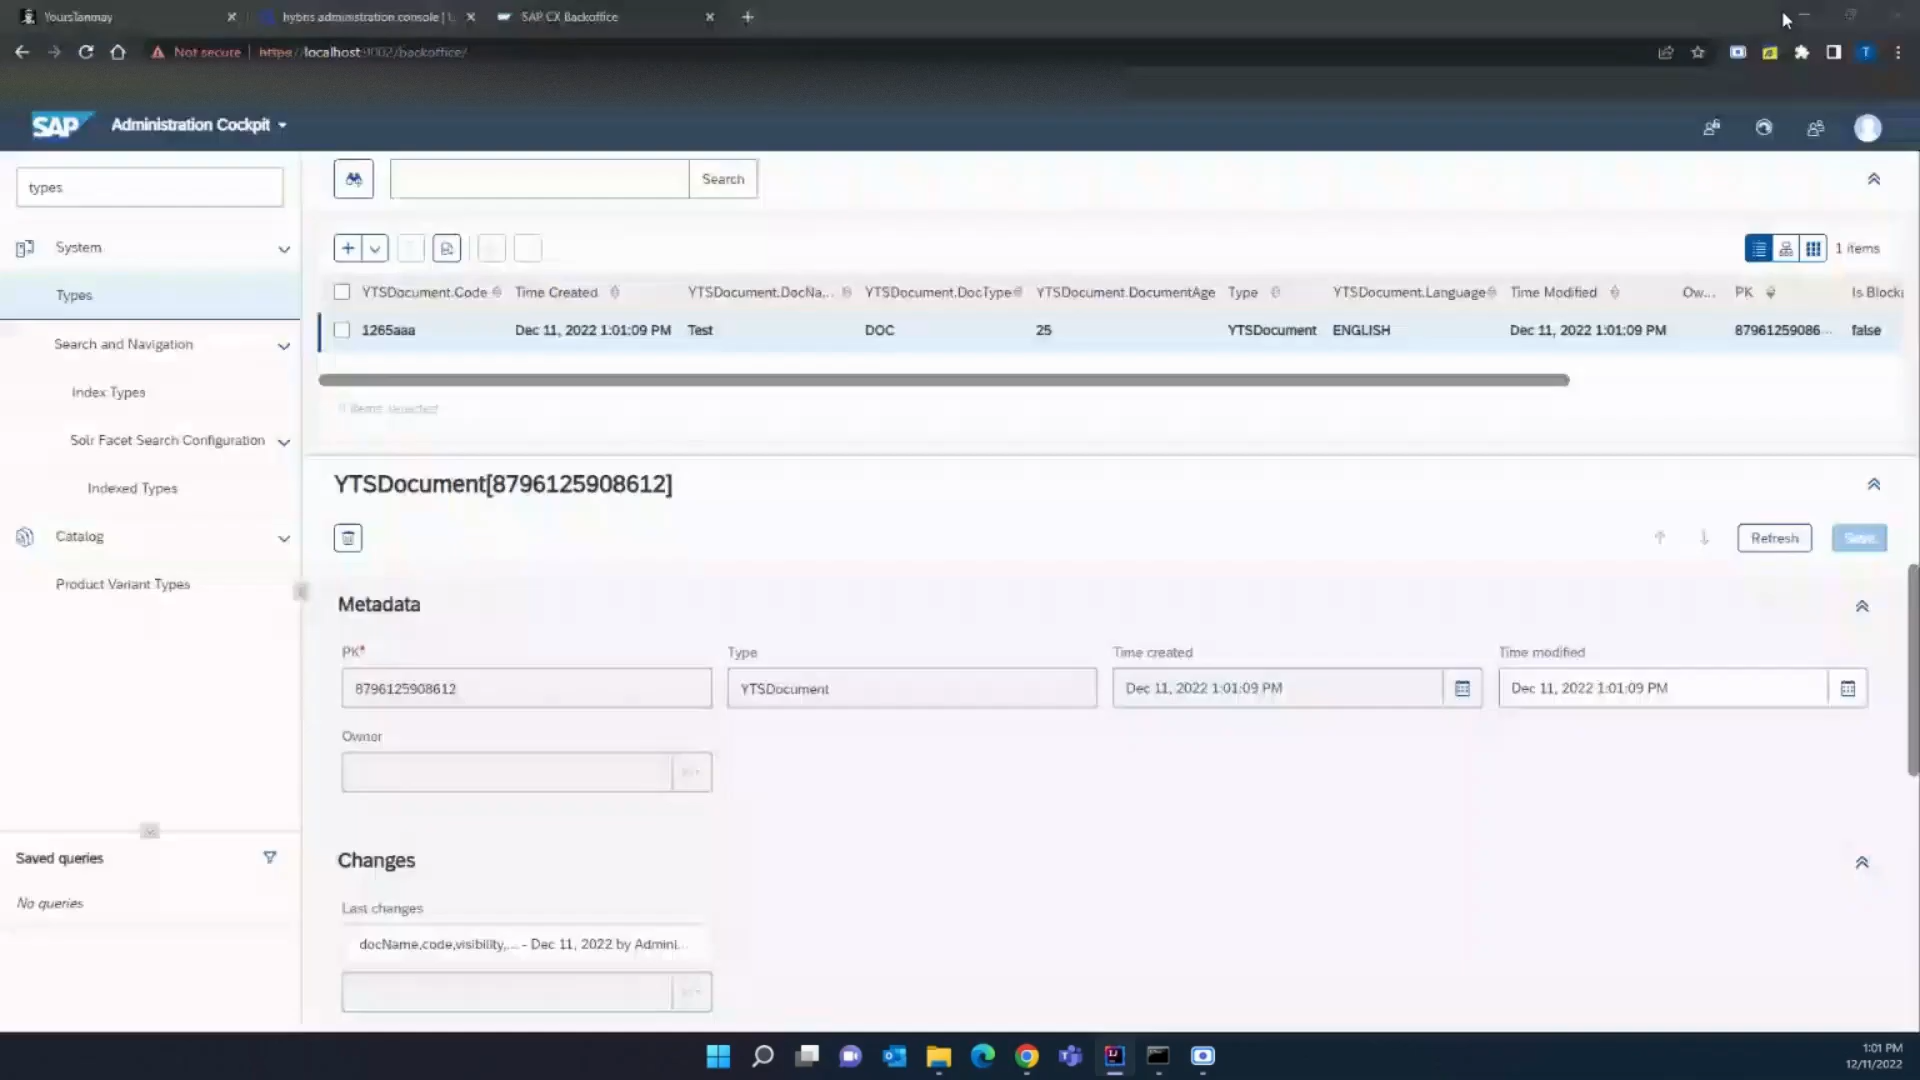 YoursTanmay
hybris administration console |
SAP CX Backoffice
Not secure
https://localhost:9002/backoffice/
T
SAP
Administration Cockpit
types
Search
System
1 items
Types
YTSDocument.Code
Time Created
YTSDocument.DocNa...
YTSDocument.DocType
YTSDocument.DocumentAge
Type
YTSDocument.Language
Time Modified
Ow...
PK
Is Blocke
1265aaa
Dec 11, 2022 1:01:09 PM
Test
DOC
25
YTSDocument
ENGLISH
Dec 11, 2022 1:01:09 PM
87961259086
false
Search and Navigation
Index Types
0 items selected
Solr Facet Search Configuration
Indexed Types
YTSDocument[8796125908612]
Catalog
Refresh
Save
Product Variant Types
Metadata
PK*
Type
Time created
Time modified
8796125908612
YTSDocument
Dec 11, 2022 1:01:09 PM
Dec 11, 2022 1:01:09 PM
Owner
Saved queries
Changes
No queries
Last changes
docName,code,visibility,... - Dec 11, 2022 by Admini...
1:01 PM
12/11/2022